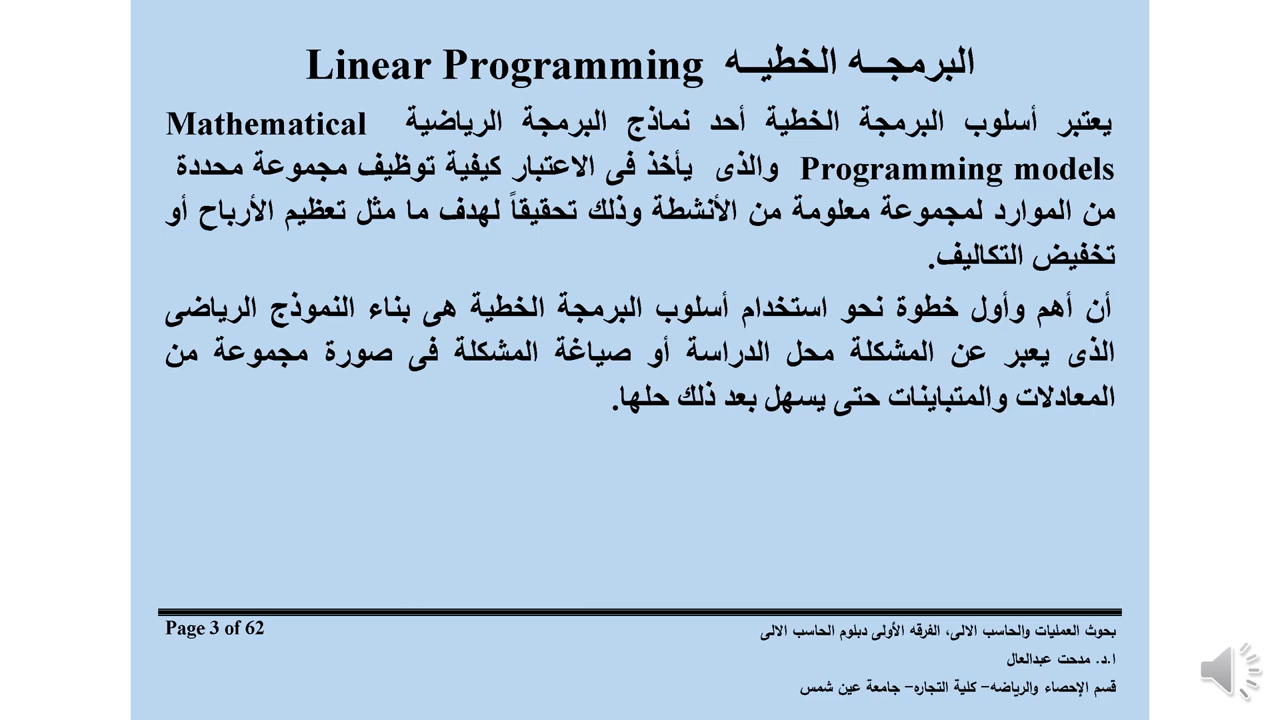 البرمجــه الخطيــه Linear Programming
يعتبر أسلوب البرمجة الخطية أحد نماذج البرمجة الرياضية Mathematical
Programming models والذى يأخذ فى الاعتبار كيفية توظيف مجموعة محددة
من الموارد لمجموعة معلومة من الأنشطة وذلك تحقيقاً لهدف ما مثل تعظيم الأرباح أو
تخفيض التكاليف.
أن أهم وأول خطوة نحو استخدام أسلوب البرمجة الخطية هى بناء النموذج الرياضى
الذى يعبر عن المشكلة محل الدراسة أو صياغة المشكلة فى صورة مجموعة من
المعادلات والمتباينات حتى يسهل بعد ذلك حلها.
بحوث العمليات والحاسب الالى، الفرقه الأولى دبلوم الحاسب الالى Page 3 of 62
ا.د. مدحت عبدالعال
قسم الإحصاء والرياضه– كلية التجاره– جامعة عين شمس